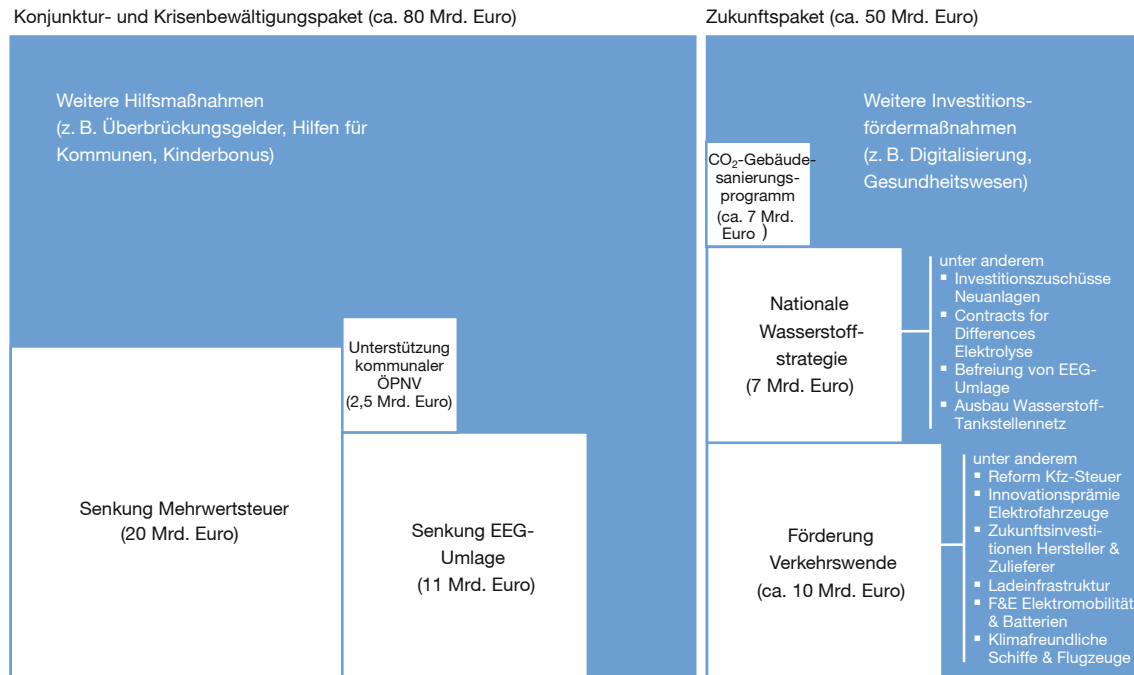 Konjunktur- und Krisenbewältigungspaket (ca. 80 Mrd. Euro)
Weitere Hilfsmaßnahmen
(z. B. Überbrückungsgelder, Hilfen für
Kommunen, Kinderbonus)
Unterstützung
kommunaler
ÖPNV
(2,5 Mrd. Euro)
Senkung Mehrwertsteuer
(20 Mrd. Euro)
Senkung EEG-
Umlage
(11 Mrd. Euro)
Zukunftspaket (ca. 50 Mrd. Euro)
Weitere Investitions-
fördermaßnahmen
(z. B. Digitalisierung,
Gesundheitswesen)
CO₂-Gebäude-
sanierungs-
programm
(ca. 7 Mrd.
Euro )
Nationale
Wasserstoff-
strategie
(7 Mrd. Euro)
unter anderem
▪ Investitionszuschüsse
Neuanlagen
▪ Contracts for
Differences
Elektrolyse
▪ Befreiung von EEG-
Umlage
▪ Ausbau Wasserstoff-
Tankstellennetz
Förderung
Verkehrswende
(ca. 10 Mrd. Euro)
unter anderem
▪ Reform Kfz-Steuer
▪ Innovationsprämie
Elektrofahrzeuge
▪ Zukunftsinvesti-
tionen Hersteller &
Zulieferer
▪ Ladeinfrastruktur
▪ F&E Elektromobilität
& Batterien
▪ Klimafreundliche
Schiffe & Flugzeuge